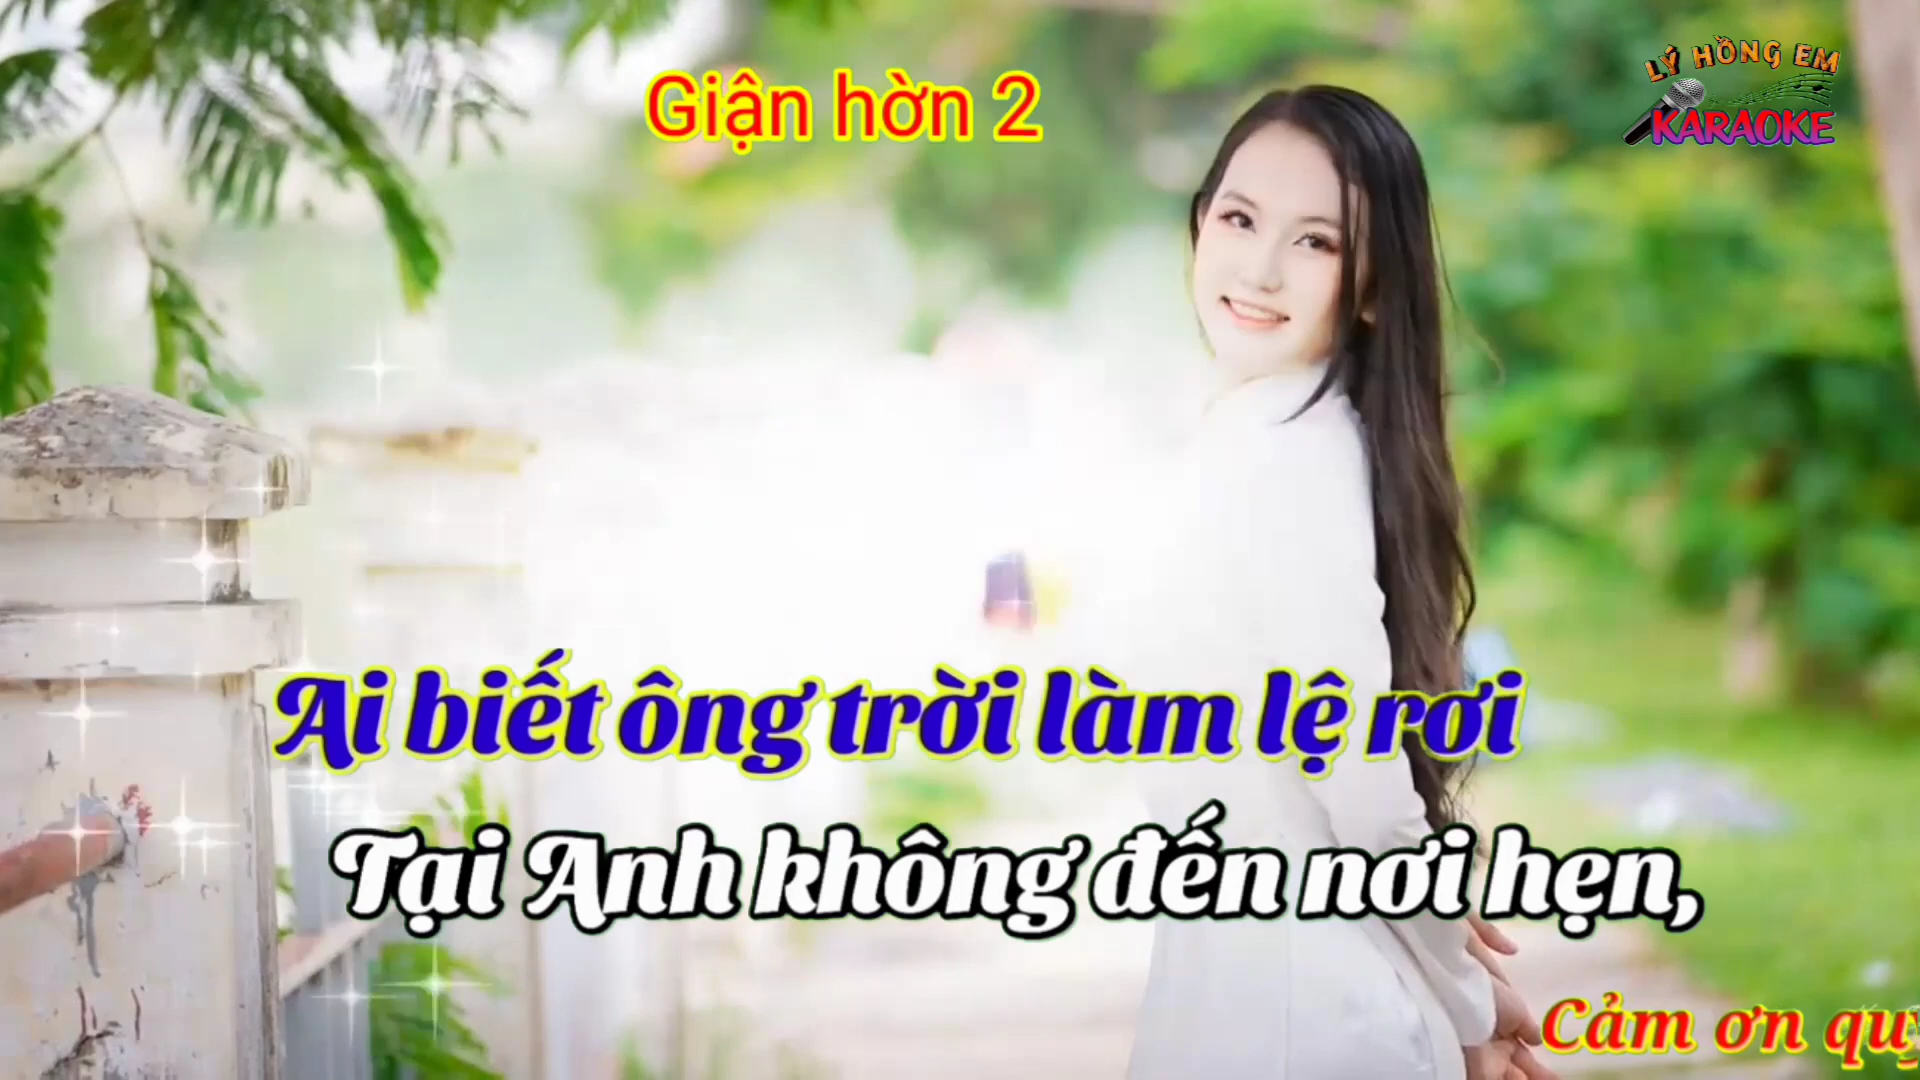 LÝ HỒNG EM
KARAOKE
Giận hờn 2
Ai biết ông trời làm lệ rơi
Tại Anh không đến nơi hẹn,
Cảm ơn quý